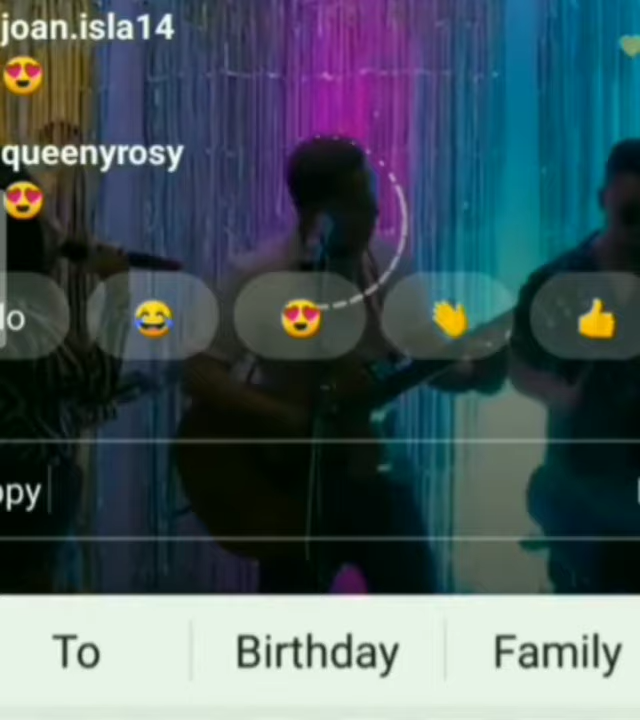 joan.isla14
😍
queenyrosy
😍
lo 😂 😍 👏 👍
ppy
To Birthday Family